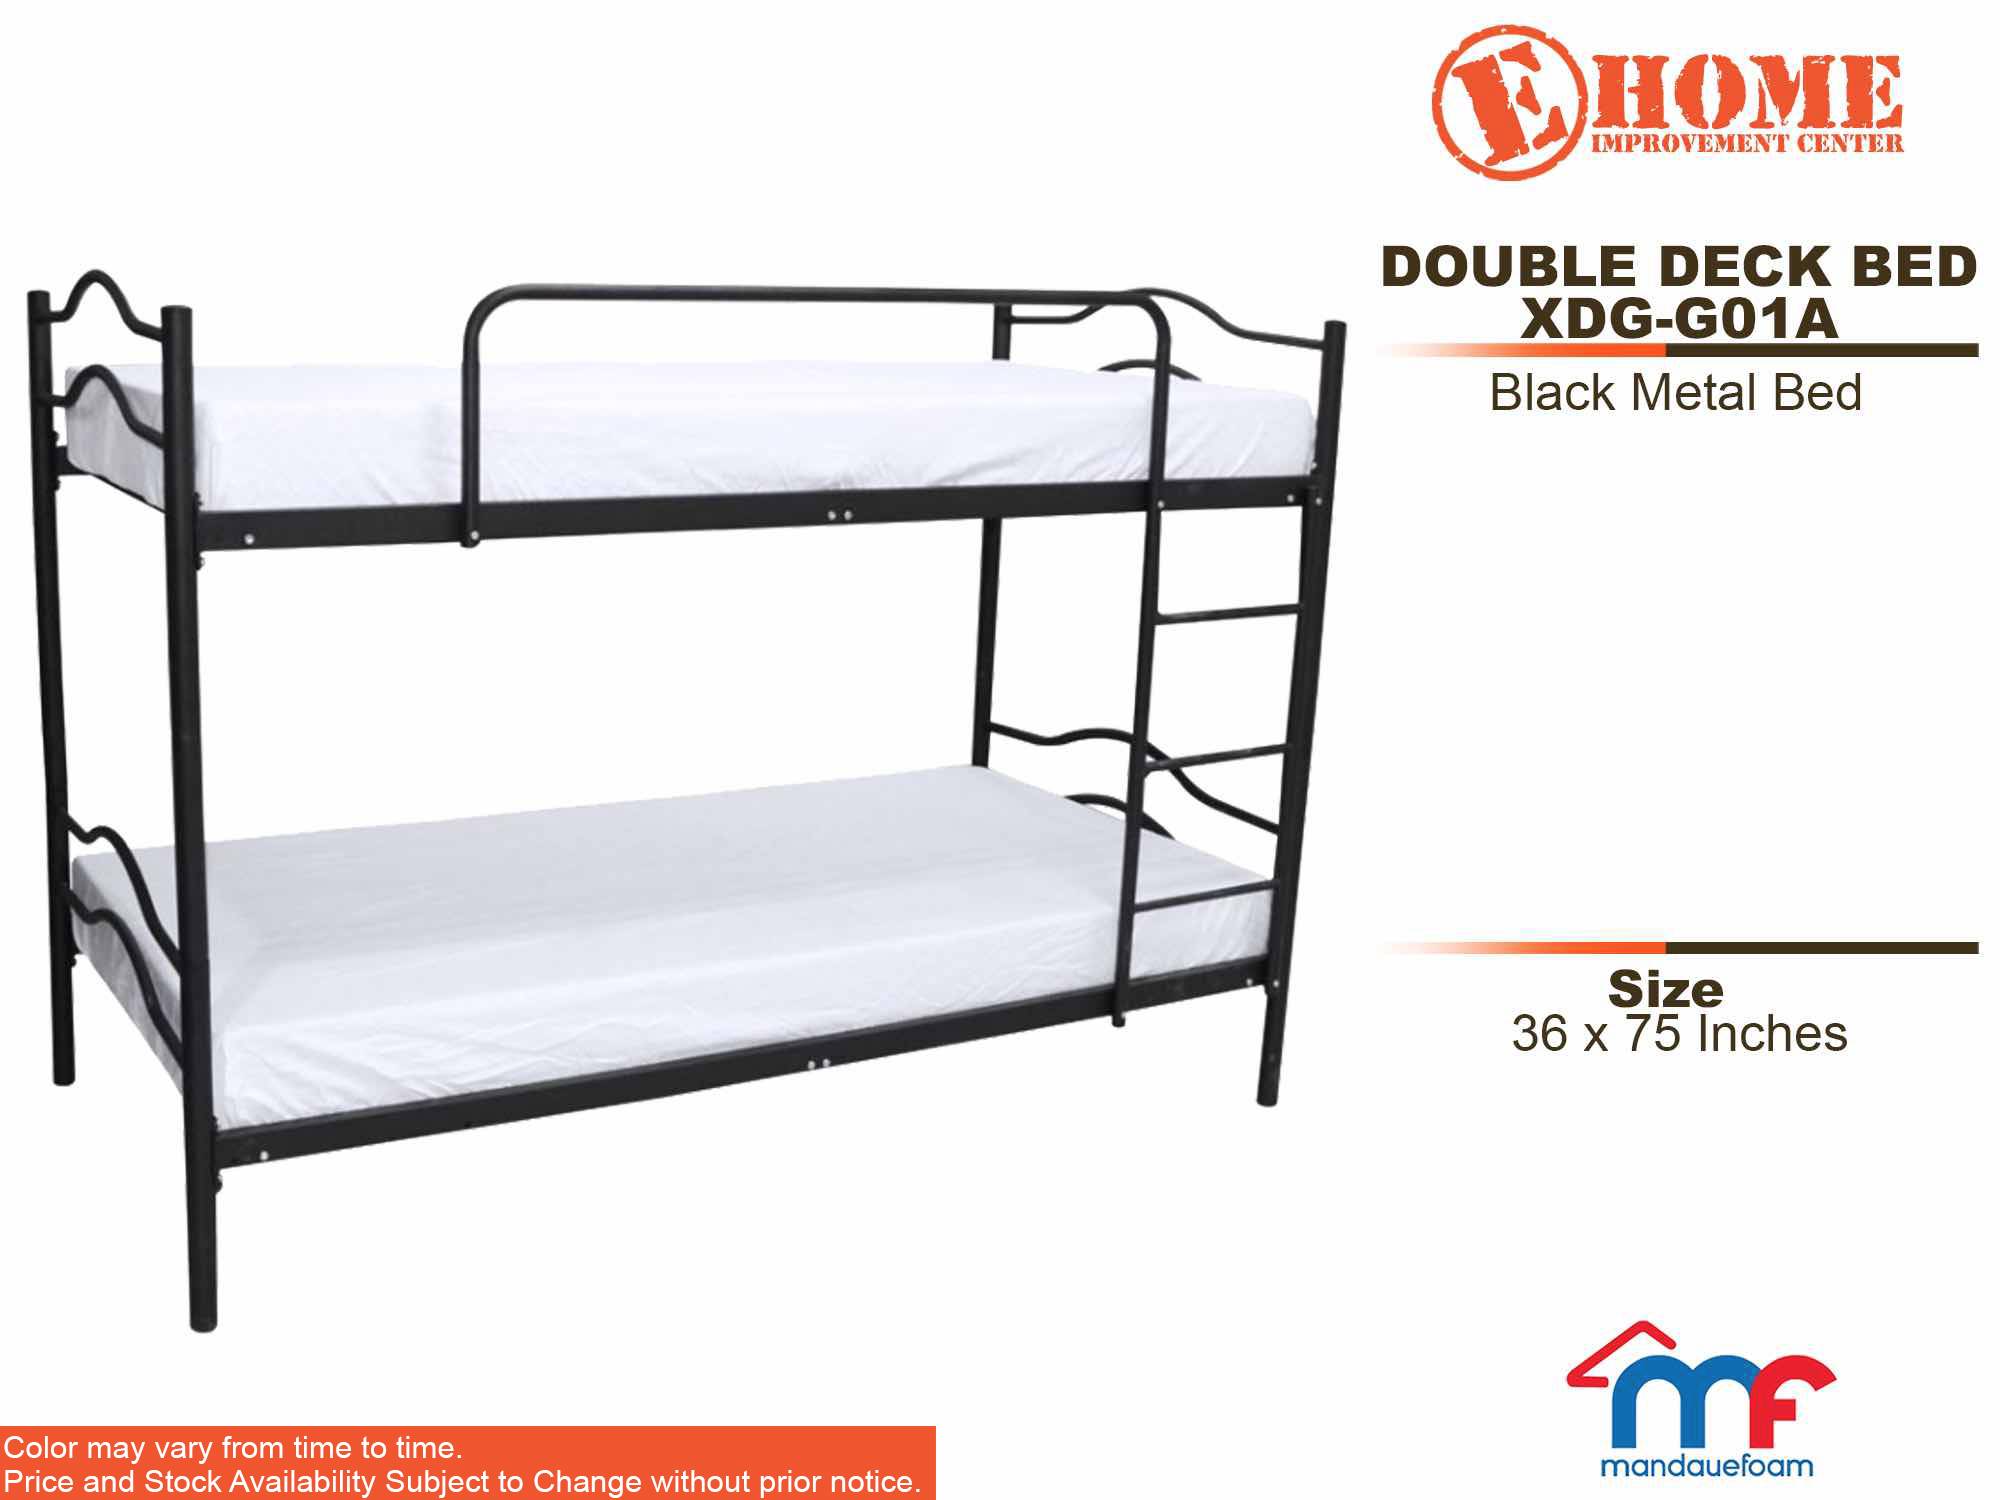 E HOME
IMPROVEMENT CENTER
DOUBLE DECK BED
XDG-G01A
Black Metal Bed
Size
36 x 75 Inches
mf
mandauefoam
Color may vary from time to time.
Price and Stock Availability Subject to Change without prior notice.